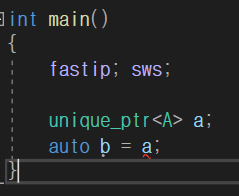 int main()
{
fastip; sws;
unique_ptr<A> a;
auto b = a;
}